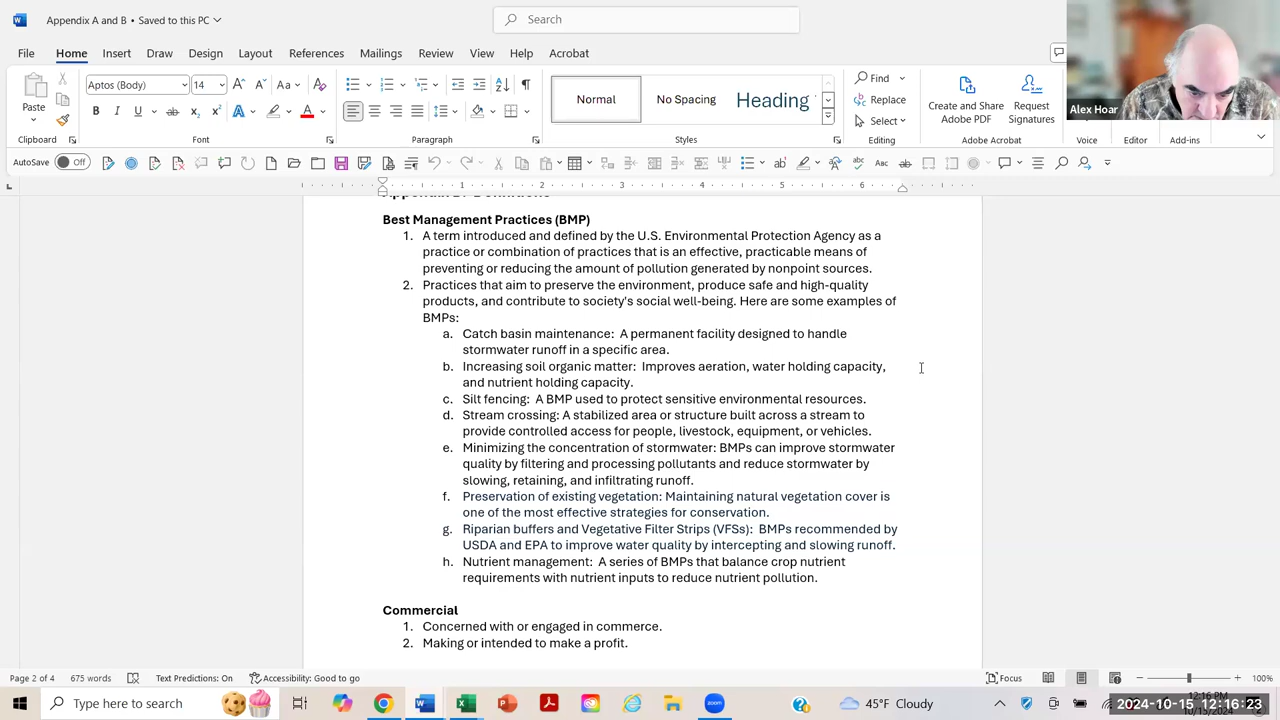 Appendix A and B • Saved to this PC
Search
File Home Insert Draw Design Layout References Mailings Review View Help Acrobat
Paste
Clipboard
Aptos (Body) 14
Font
Paragraph
Normal
No Spacing
Heading
Styles
Find
Replace
Select
Editing
Create and Share Adobe PDF
Request Signatures
Adobe Acrobat
Voice
Editor
Add-ins
Alex Hoar
AutoSave Off
1 2 3 4 5 6
Best Management Practices (BMP)
1. A term introduced and defined by the U.S. Environmental Protection Agency as a
practice or combination of practices that is an effective, practicable means of
preventing or reducing the amount of pollution generated by nonpoint sources.
2. Practices that aim to preserve the environment, produce safe and high-quality
products, and contribute to society's social well-being. Here are some examples of
BMPs:
a. Catch basin maintenance: A permanent facility designed to handle
stormwater runoff in a specific area.
b. Increasing soil organic matter: Improves aeration, water holding capacity,
and nutrient holding capacity.
c. Silt fencing: A BMP used to protect sensitive environmental resources.
d. Stream crossing: A stabilized area or structure built across a stream to
provide controlled access for people, livestock, equipment, or vehicles.
e. Minimizing the concentration of stormwater: BMPs can improve stormwater
quality by filtering and processing pollutants and reduce stormwater by
slowing, retaining, and infiltrating runoff.
f. Preservation of existing vegetation: Maintaining natural vegetation cover is
one of the most effective strategies for conservation.
g. Riparian buffers and Vegetative Filter Strips (VFSs): BMPs recommended by
USDA and EPA to improve water quality by intercepting and slowing runoff.
h. Nutrient management: A series of BMPs that balance crop nutrient
requirements with nutrient inputs to reduce nutrient pollution.
Commercial
1. Concerned with or engaged in commerce.
2. Making or intended to make a profit.
Page 2 of 4 675 words Text Predictions: On Accessibility: Good to go Focus 100%
Type here to search
45°F Cloudy
2024-10-15 12:16:23